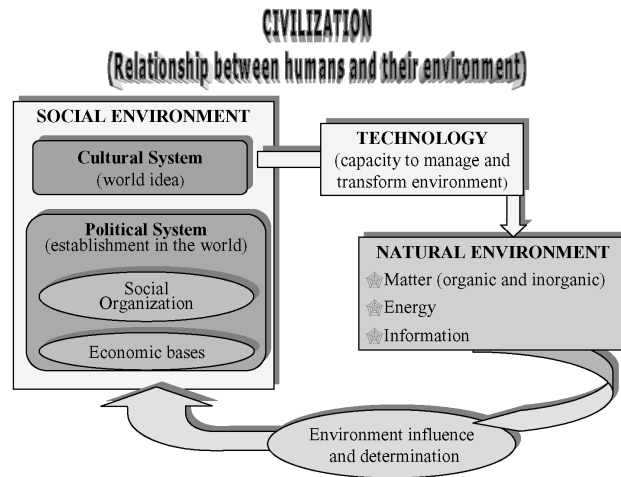 CIVILIZATION
(Relationship between humans and their environment)
SOCIAL ENVIRONMENT
Cultural System
(world idea)
Political System
(establishment in the world)
Social
Organization
Economic bases
TECHNOLOGY
(capacity to manage and
transform environment)
NATURAL ENVIRONMENT
Matter (organic and inorganic)
Energy
Information
Environment influence
and determination